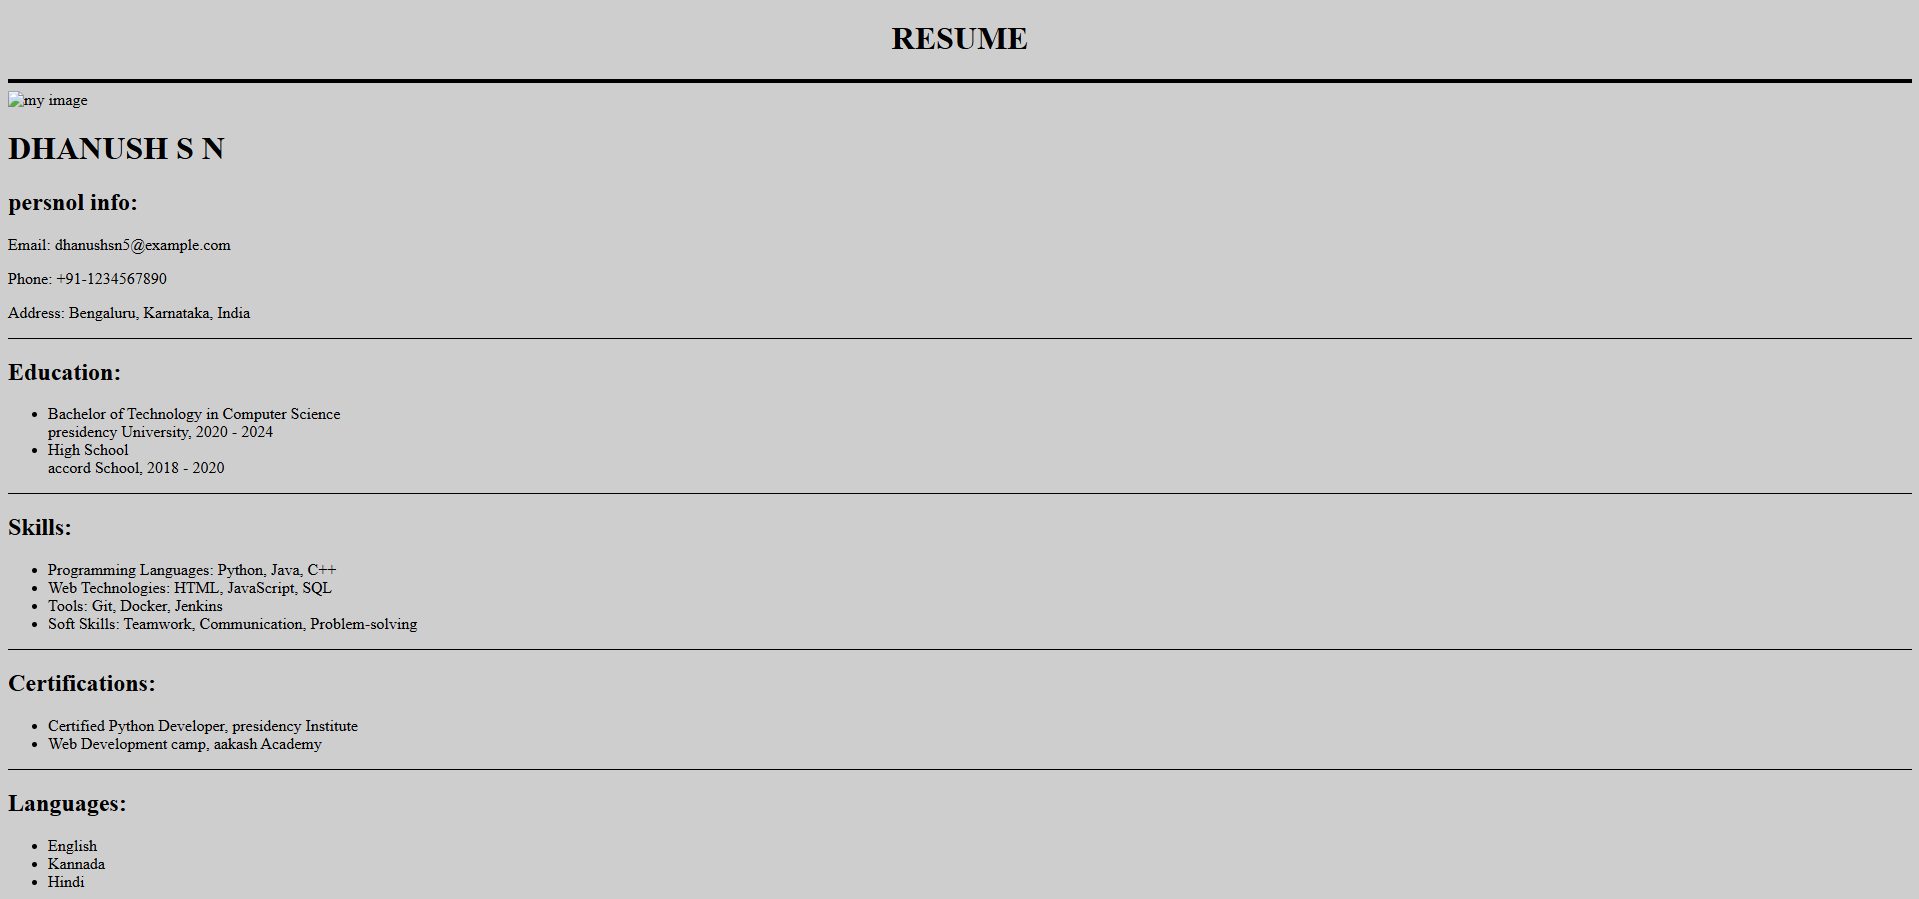 RESUME
my image
DHANUSH S N
persnol info:
Email: dhanushsn5@example.com
Phone: +91-1234567890
Address: Bengaluru, Karnataka, India
Education:
Bachelor of Technology in Computer Science
presidency University, 2020 - 2024
High School
accord School, 2018 - 2020
Skills:
Programming Languages: Python, Java, C++
Web Technologies: HTML, JavaScript, SQL
Tools: Git, Docker, Jenkins
Soft Skills: Teamwork, Communication, Problem-solving
Certifications:
Certified Python Developer, presidency Institute
Web Development camp, aakash Academy
Languages:
English
Kannada
Hindi